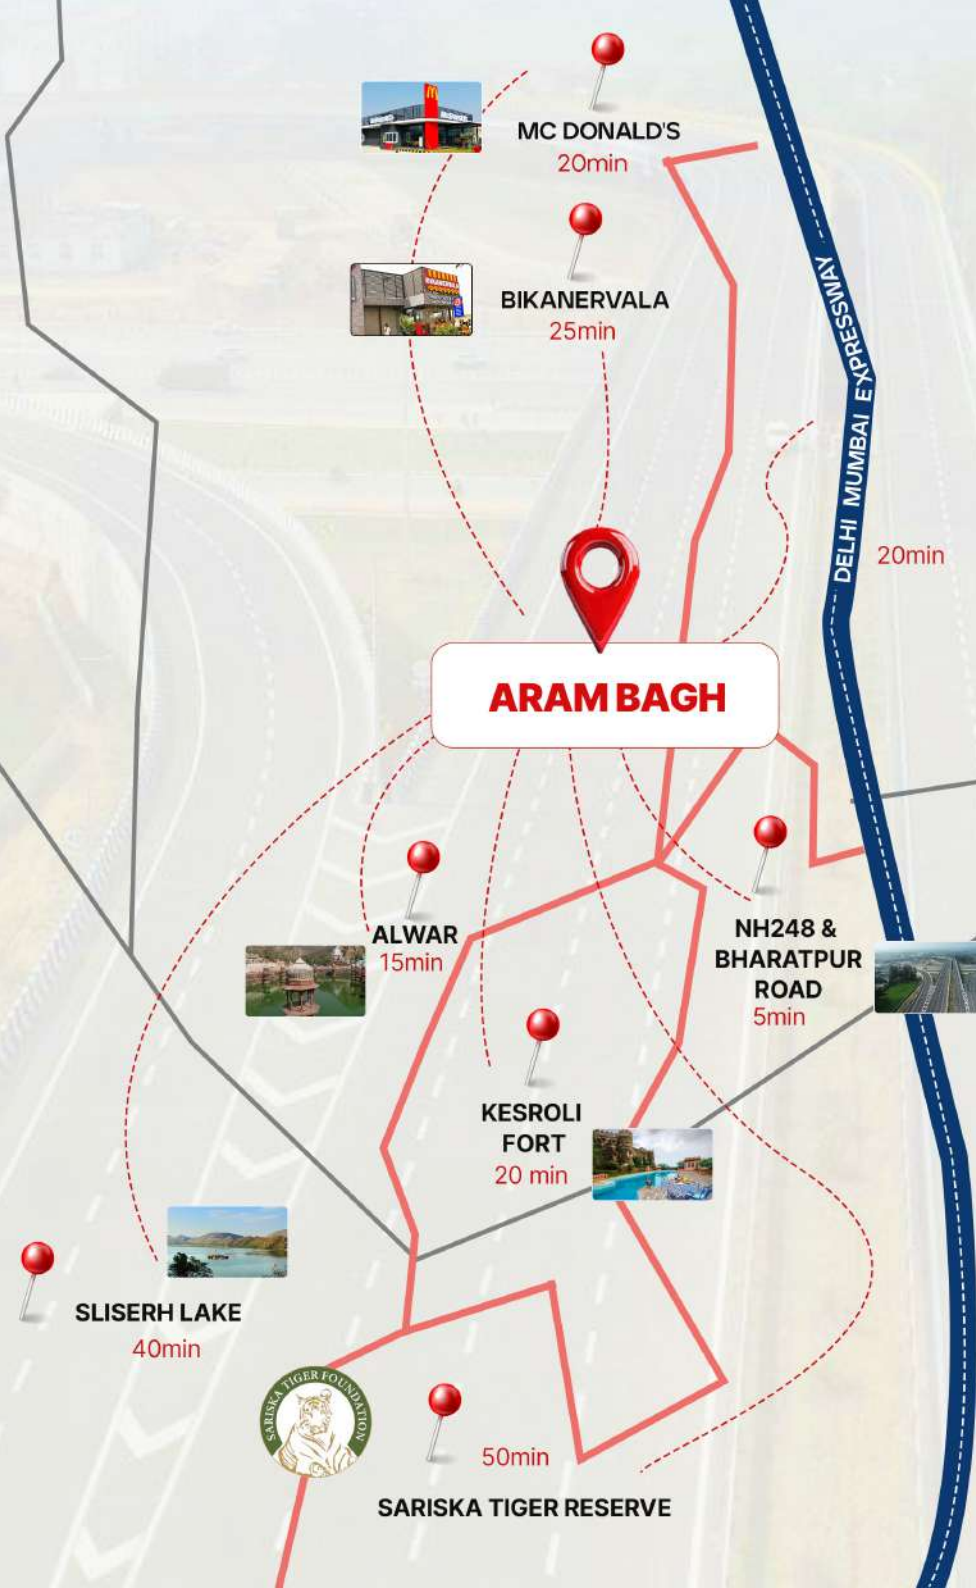 MC DONALD'S
20min
BIKANERVALA
25min
DELHI MUMBAI EXPRESSWAY
20min
ARAM BAGH
ALWAR
15min
NH248 &
BHARATPUR
ROAD
5min
KESROLI
FORT
20 min
SLISERH LAKE
40min
SARISKA TIGER FOUNDATION
50min
SARISKA TIGER RESERVE